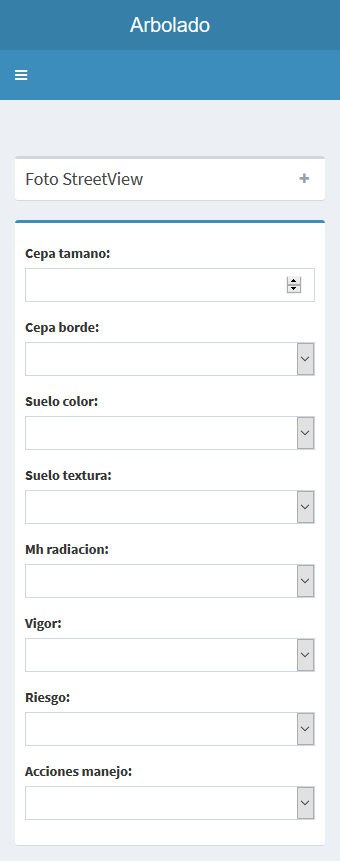 Arbolado
Foto StreetView
Cepa tamano:
Cepa borde:
Suelo color:
Suelo textura:
Mh radiacion:
Vigor:
Riesgo:
Acciones manejo: